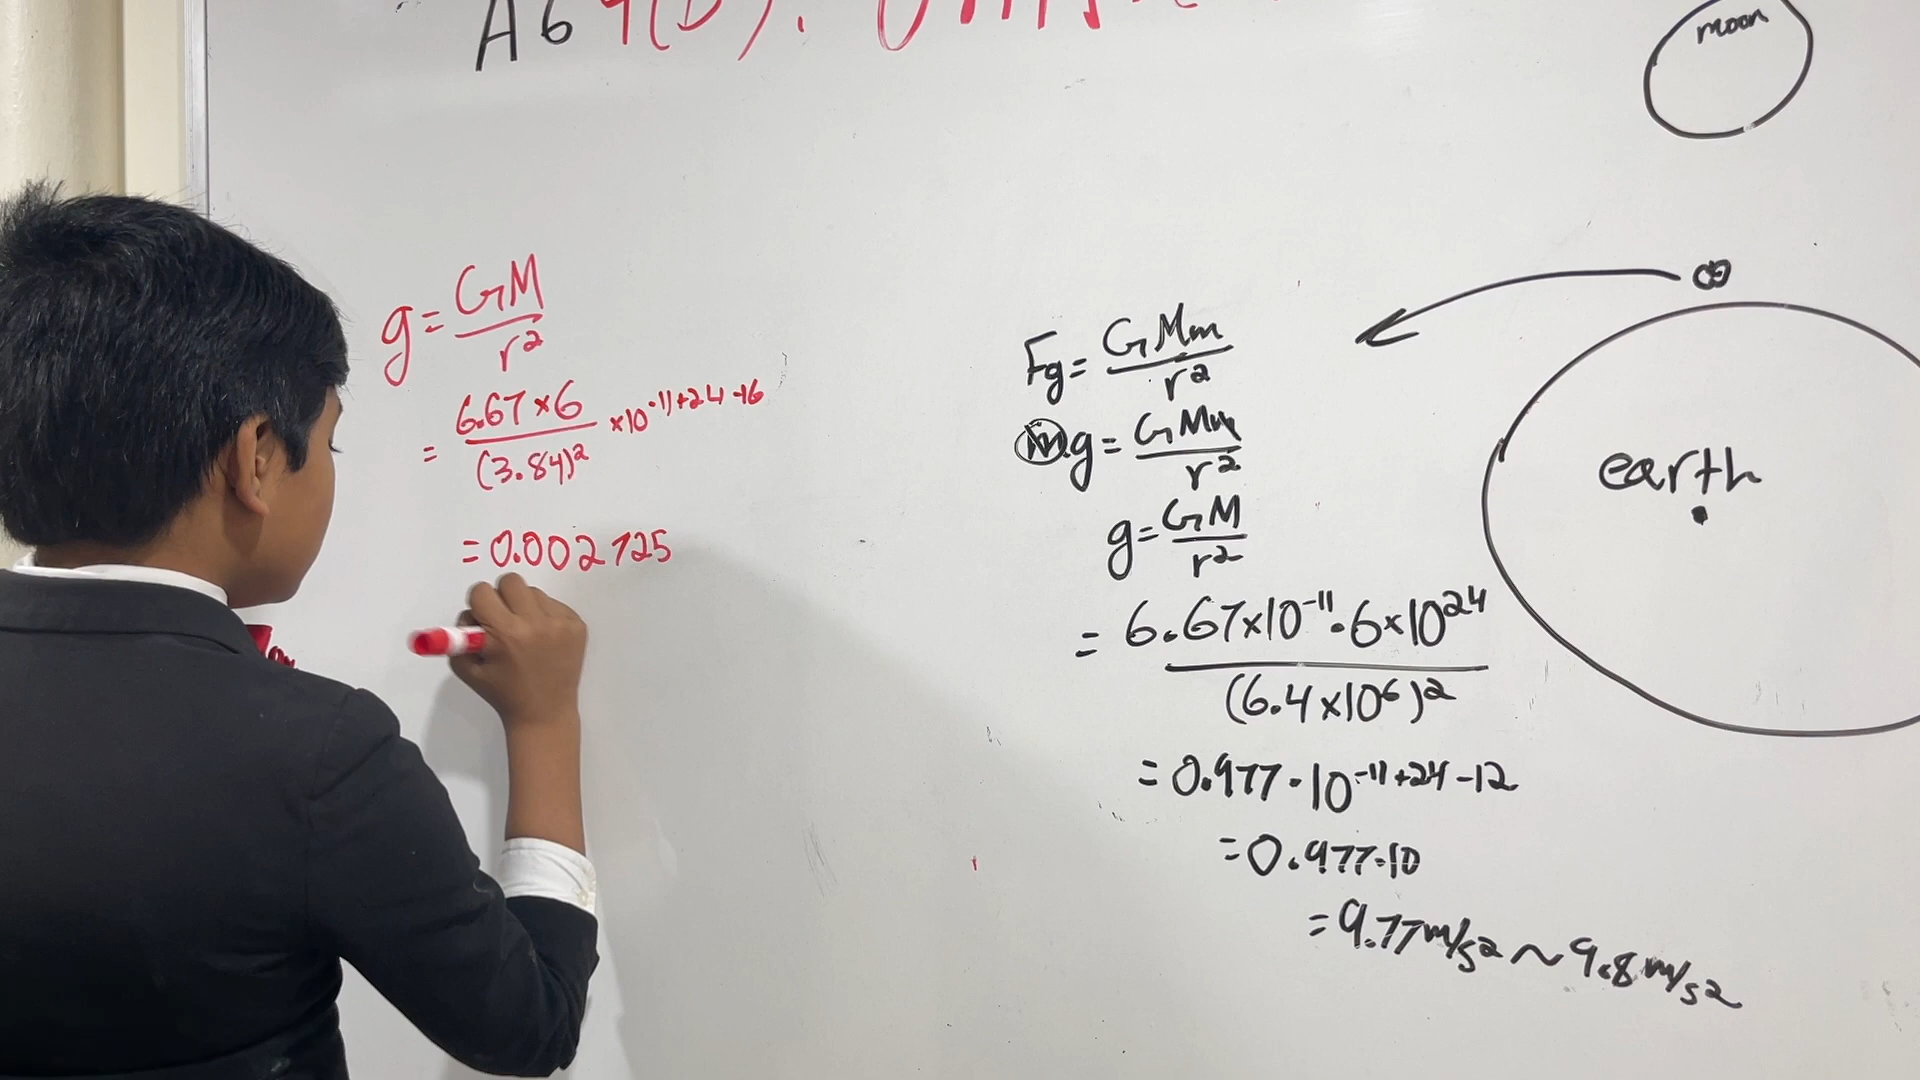 A6 4(b):
moon
g = GM / r²
= 6.67 × 6 / (3.84)² × 10^-11+24-16
= 0.002725
Fg = GMm / r²
m.g = GMm / r²
g = GM / r²
= 6.67×10^-11 · 6×10^24 / (6.4×10^6)²
= 0.977 · 10^-11+24-12
= 0.977·10
= 9.77 m/s² ~ 9.8 m/s²
earth